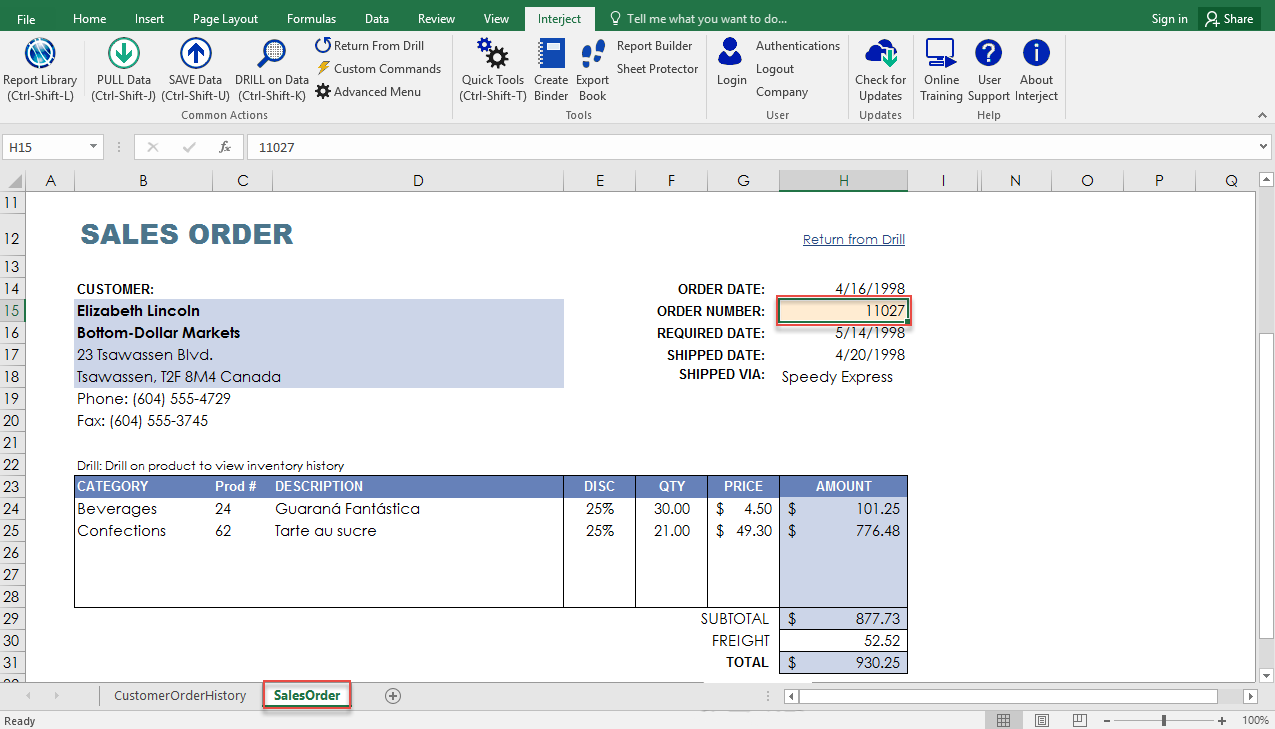 File Home Insert Page Layout Formulas Data Review View Interject Tell me what you want to do... Sign in Share
Report Library (Ctrl-Shift-L)
PULL Data (Ctrl-Shift-J)
SAVE Data (Ctrl-Shift-U)
DRILL on Data (Ctrl-Shift-K)
Return From Drill
Custom Commands
Advanced Menu
Common Actions
Quick Tools (Ctrl-Shift-T)
Create Binder
Export Book
Report Builder
Sheet Protector
Tools
Login
Authentications
Logout
Company
User
Check for Updates
Updates
Online Training
User Support
About Interject
Help
H15 fx 11027
A B C D E F G H I N O P Q
11
12 SALES ORDER Return from Drill
13
14 CUSTOMER: ORDER DATE: 4/16/1998
15 Elizabeth Lincoln ORDER NUMBER: 11027
16 Bottom-Dollar Markets REQUIRED DATE: 5/14/1998
17 23 Tsawassen Blvd. SHIPPED DATE: 4/20/1998
18 Tsawassen, T2F 8M4 Canada SHIPPED VIA: Speedy Express
19 Phone: (604) 555-4729
20 Fax: (604) 555-3745
21
22 Drill: Drill on product to view inventory history
23 CATEGORY Prod # DESCRIPTION DISC QTY PRICE AMOUNT
24 Beverages 24 Guaraná Fantástica 25% 30.00 $ 4.50 $ 101.25
25 Confections 62 Tarte au sucre 25% 21.00 $ 49.30 $ 776.48
26
27
28
29 SUBTOTAL $ 877.73
30 FREIGHT 52.52
31 TOTAL $ 930.25
CustomerOrderHistory SalesOrder
Ready 100%